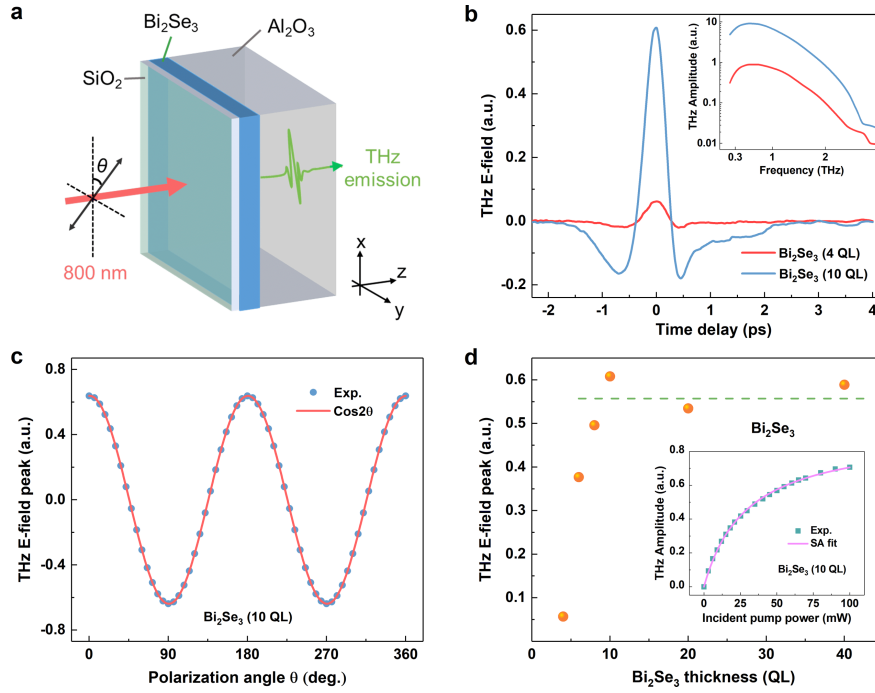 a
Bi₂Se₃
Al₂O₃
SiO₂
θ
THz
emission
800 nm
x
z
y
b
THz E-field (a.u.)
0.6
0.4
0.2
0.0
-0.2
-2
-1
0
1
2
3
4
Time delay (ps)
Bi₂Se₃ (4 QL)
Bi₂Se₃ (10 QL)
THz Amplitude (a.u.)
10
1
0.1
0.01
0.3
1
2
Frequency (THz)
c
THz E-field peak (a.u.)
0.8
0.4
0.0
-0.4
-0.8
Exp.
Cos2θ
Bi₂Se₃ (10 QL)
0
90
180
270
360
Polarization angle θ (deg.)
d
THz E-field peak (a.u.)
0.6
0.5
0.4
0.3
0.2
0.1
Bi₂Se₃
THz Amplitude (a.u.)
0.8
0.6
0.4
0.2
0.0
Exp.
SA fit
Bi₂Se₃ (10 QL)
0
25
50
75
100
Incident pump power (mW)
0
10
20
30
40
Bi₂Se₃ thickness (QL)